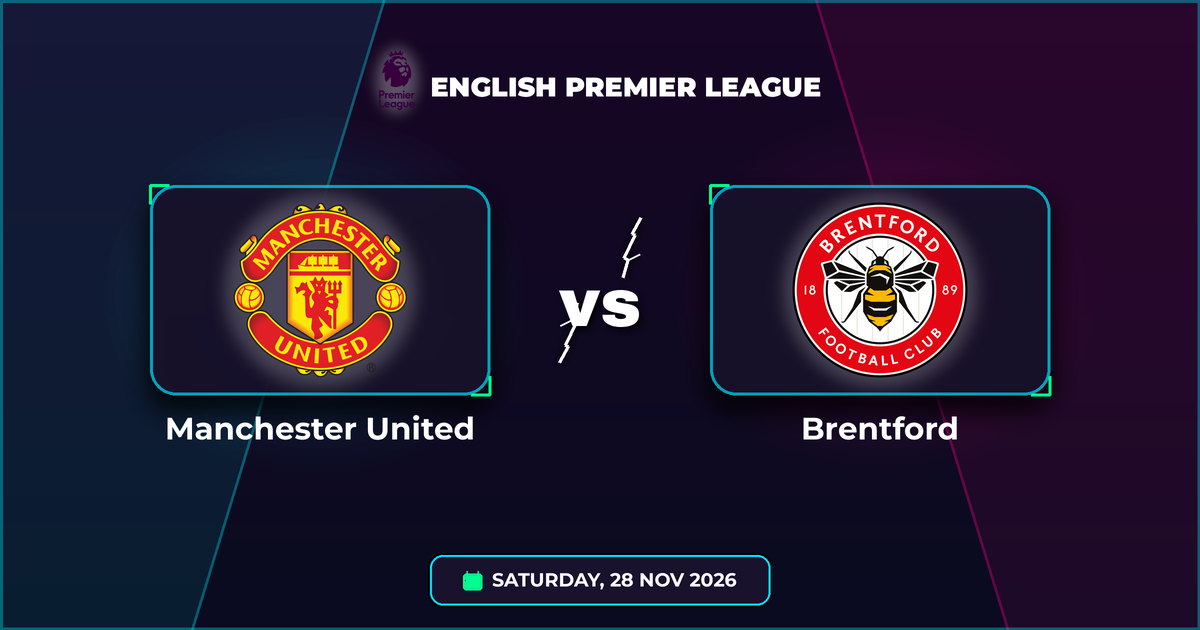 Premier
League
ENGLISH PREMIER LEAGUE
MANCHESTER
UNITED
®
BRENTFORD
18 89
FOOTBALL CLUB
vs
Manchester United
Brentford
SATURDAY, 28 NOV 2026